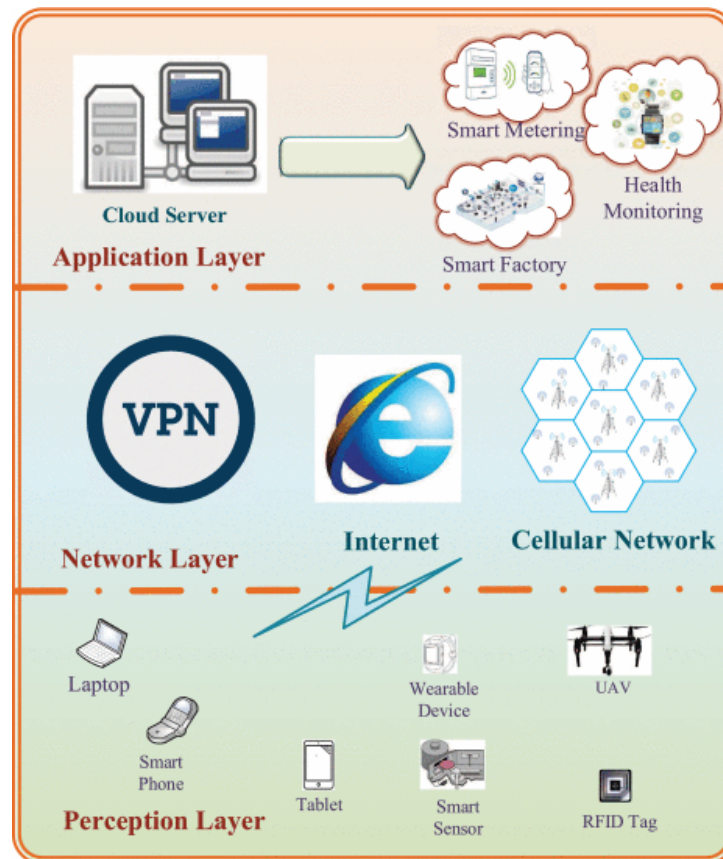 Smart Metering
Health
Monitoring
Cloud Server
Smart Factory
Application Layer
VPN
Internet
Cellular Network
Network Layer
Laptop
Wearable
Device
UAV
Smart
Phone
Tablet
Smart
Sensor
RFID Tag
Perception Layer